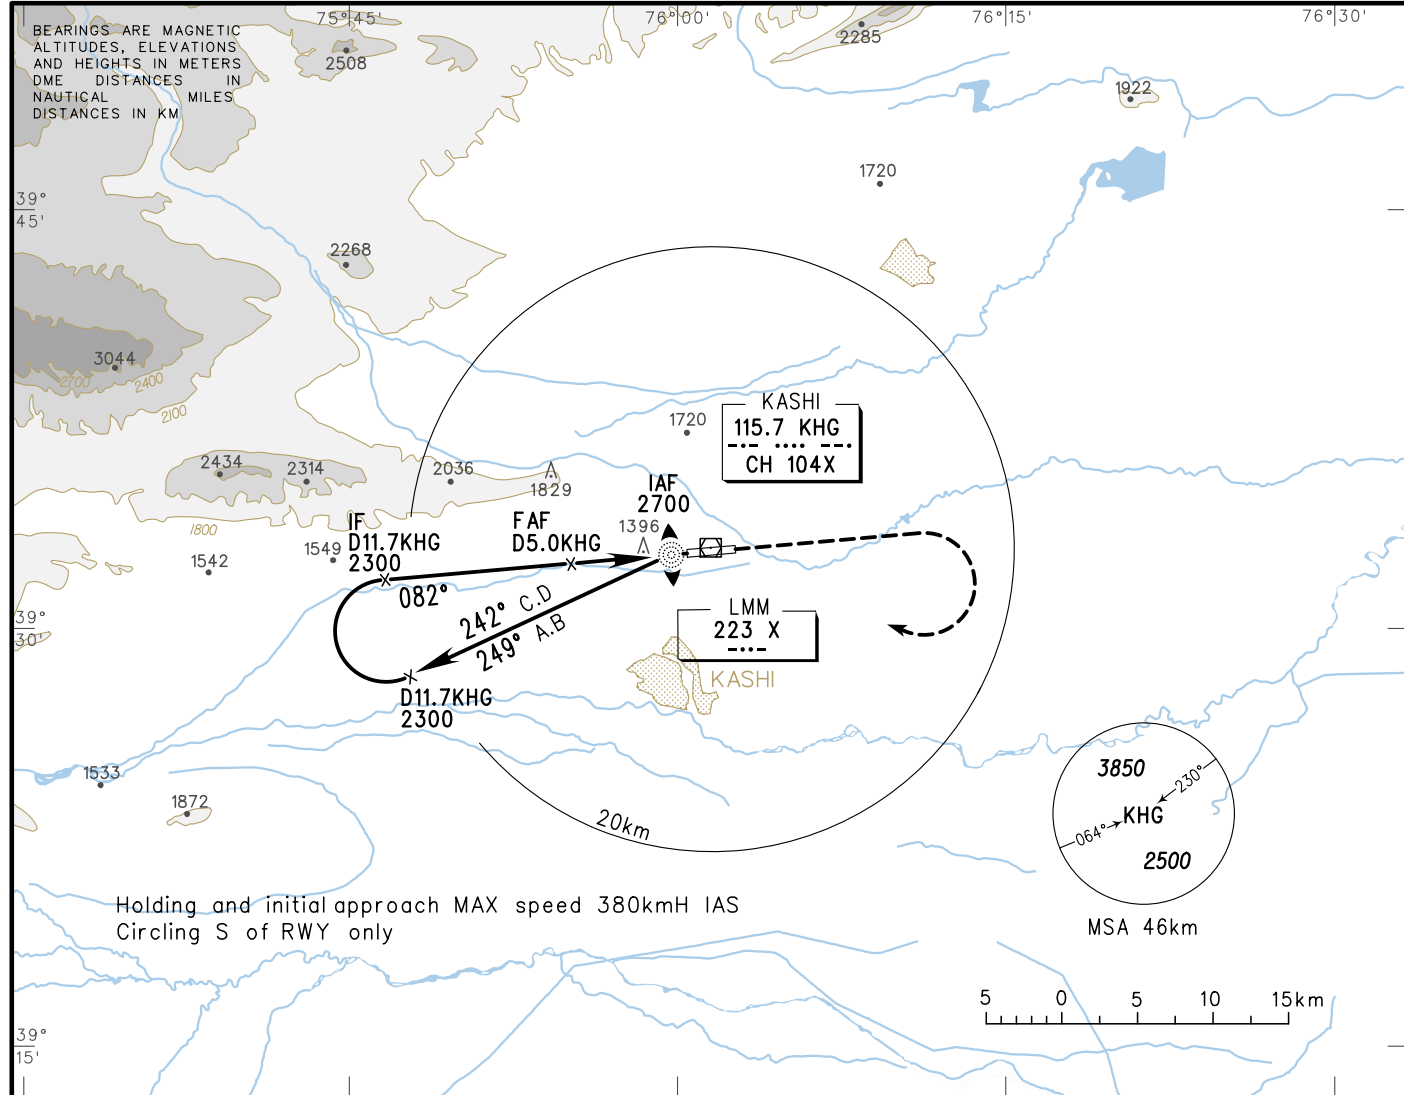 75°45'
76°00'
76°15'
76°30'
BEARINGS ARE MAGNETIC
ALTITUDES, ELEVATIONS
AND HEIGHTS IN METERS
DME DISTANCES IN
NAUTICAL MILES
DISTANCES IN KM
2508
2285
1922
1720
39°
45'
2268
3044
2700
2400
2100
KASHI
115.7 KHG
CH 104X
1720
2434
2314
2036
1829
IAF
2700
1800
IF
D11.7KHG
2300
FAF
D5.0KHG
1396
1542
1549
082°
242° C.D
249° A.B
39°
30'
LMM
223 X
KASHI
D11.7KHG
2300
1533
1872
20km
3850
230°
KHG
064°
2500
MSA 46km
Holding and initial approach MAX speed 380kmH IAS
Circling S of RWY only
5 0 5 10 15km
39°
15'